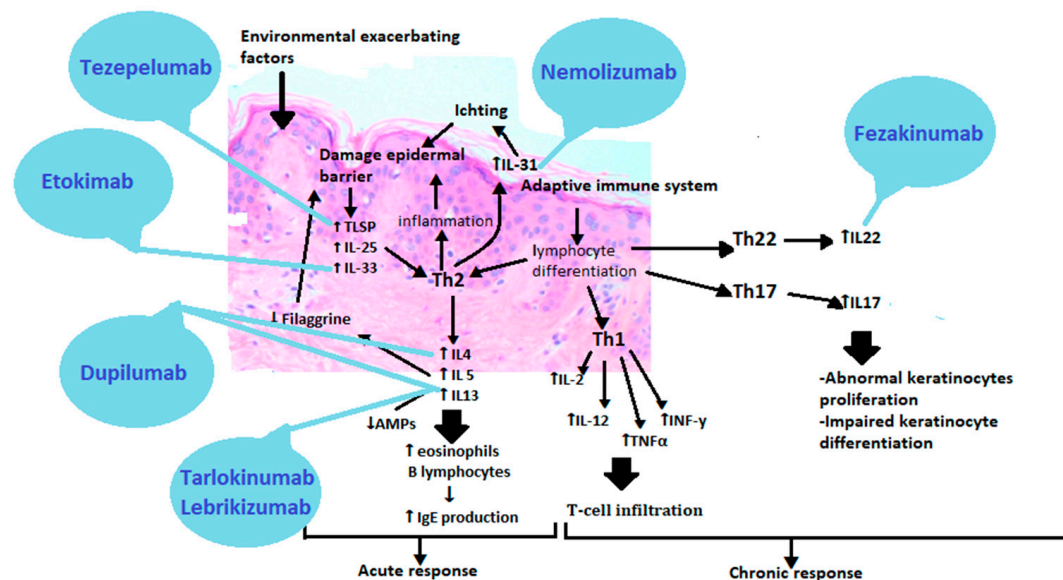 Environmental exacerbating
factors
Tezepelumab
Nemolizumab
Ichting
Fezakinumab
Damage epidermal
barrier
↑IL-31
Etokimab
Adaptive immune system
↑ TLSP
inflammation
↑ IL-25
↑ IL-33
Th2
lymphocyte
differentiation
Th22
↑IL22
Th17
↑IL17
↓ Filaggrine
Th1
↑ IL4
↑ IL 5
↑ IL13
Dupilumab
↑IL-2
↑IL-12
↑TNFα
↑INF-γ
-Abnormal keratinocytes
proliferation
-Impaired keratinocyte
differentiation
↓AMPs
↑ eosinophils
B lymphocytes
↓
↑ IgE production
Tarlokinumab
Lebrikizumab
T-cell infiltration
Acute response
Chronic response